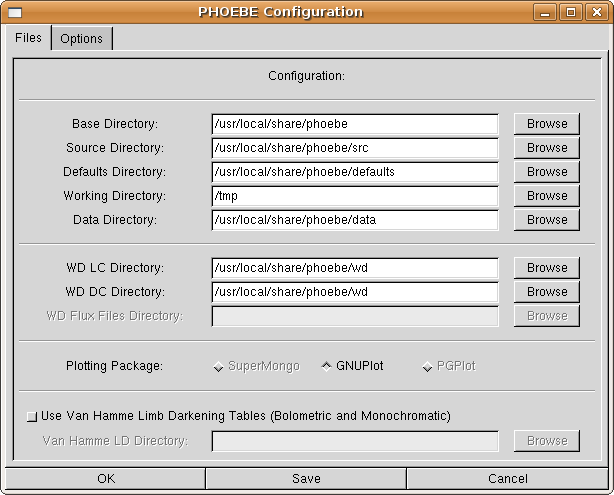 PHOEBE Configuration
Files Options
Configuration:
Base Directory: /usr/local/share/phoebe Browse
Source Directory: /usr/local/share/phoebe/src Browse
Defaults Directory: /usr/local/share/phoebe/defaults Browse
Working Directory: /tmp Browse
Data Directory: /usr/local/share/phoebe/data Browse
WD LC Directory: /usr/local/share/phoebe/wd Browse
WD DC Directory: /usr/local/share/phoebe/wd Browse
WD Flux Files Directory: Browse
Plotting Package: SuperMongo GNUPlot PGPlot
Use Van Hamme Limb Darkening Tables (Bolometric and Monochromatic)
Van Hamme LD Directory: Browse
OK Save Cancel